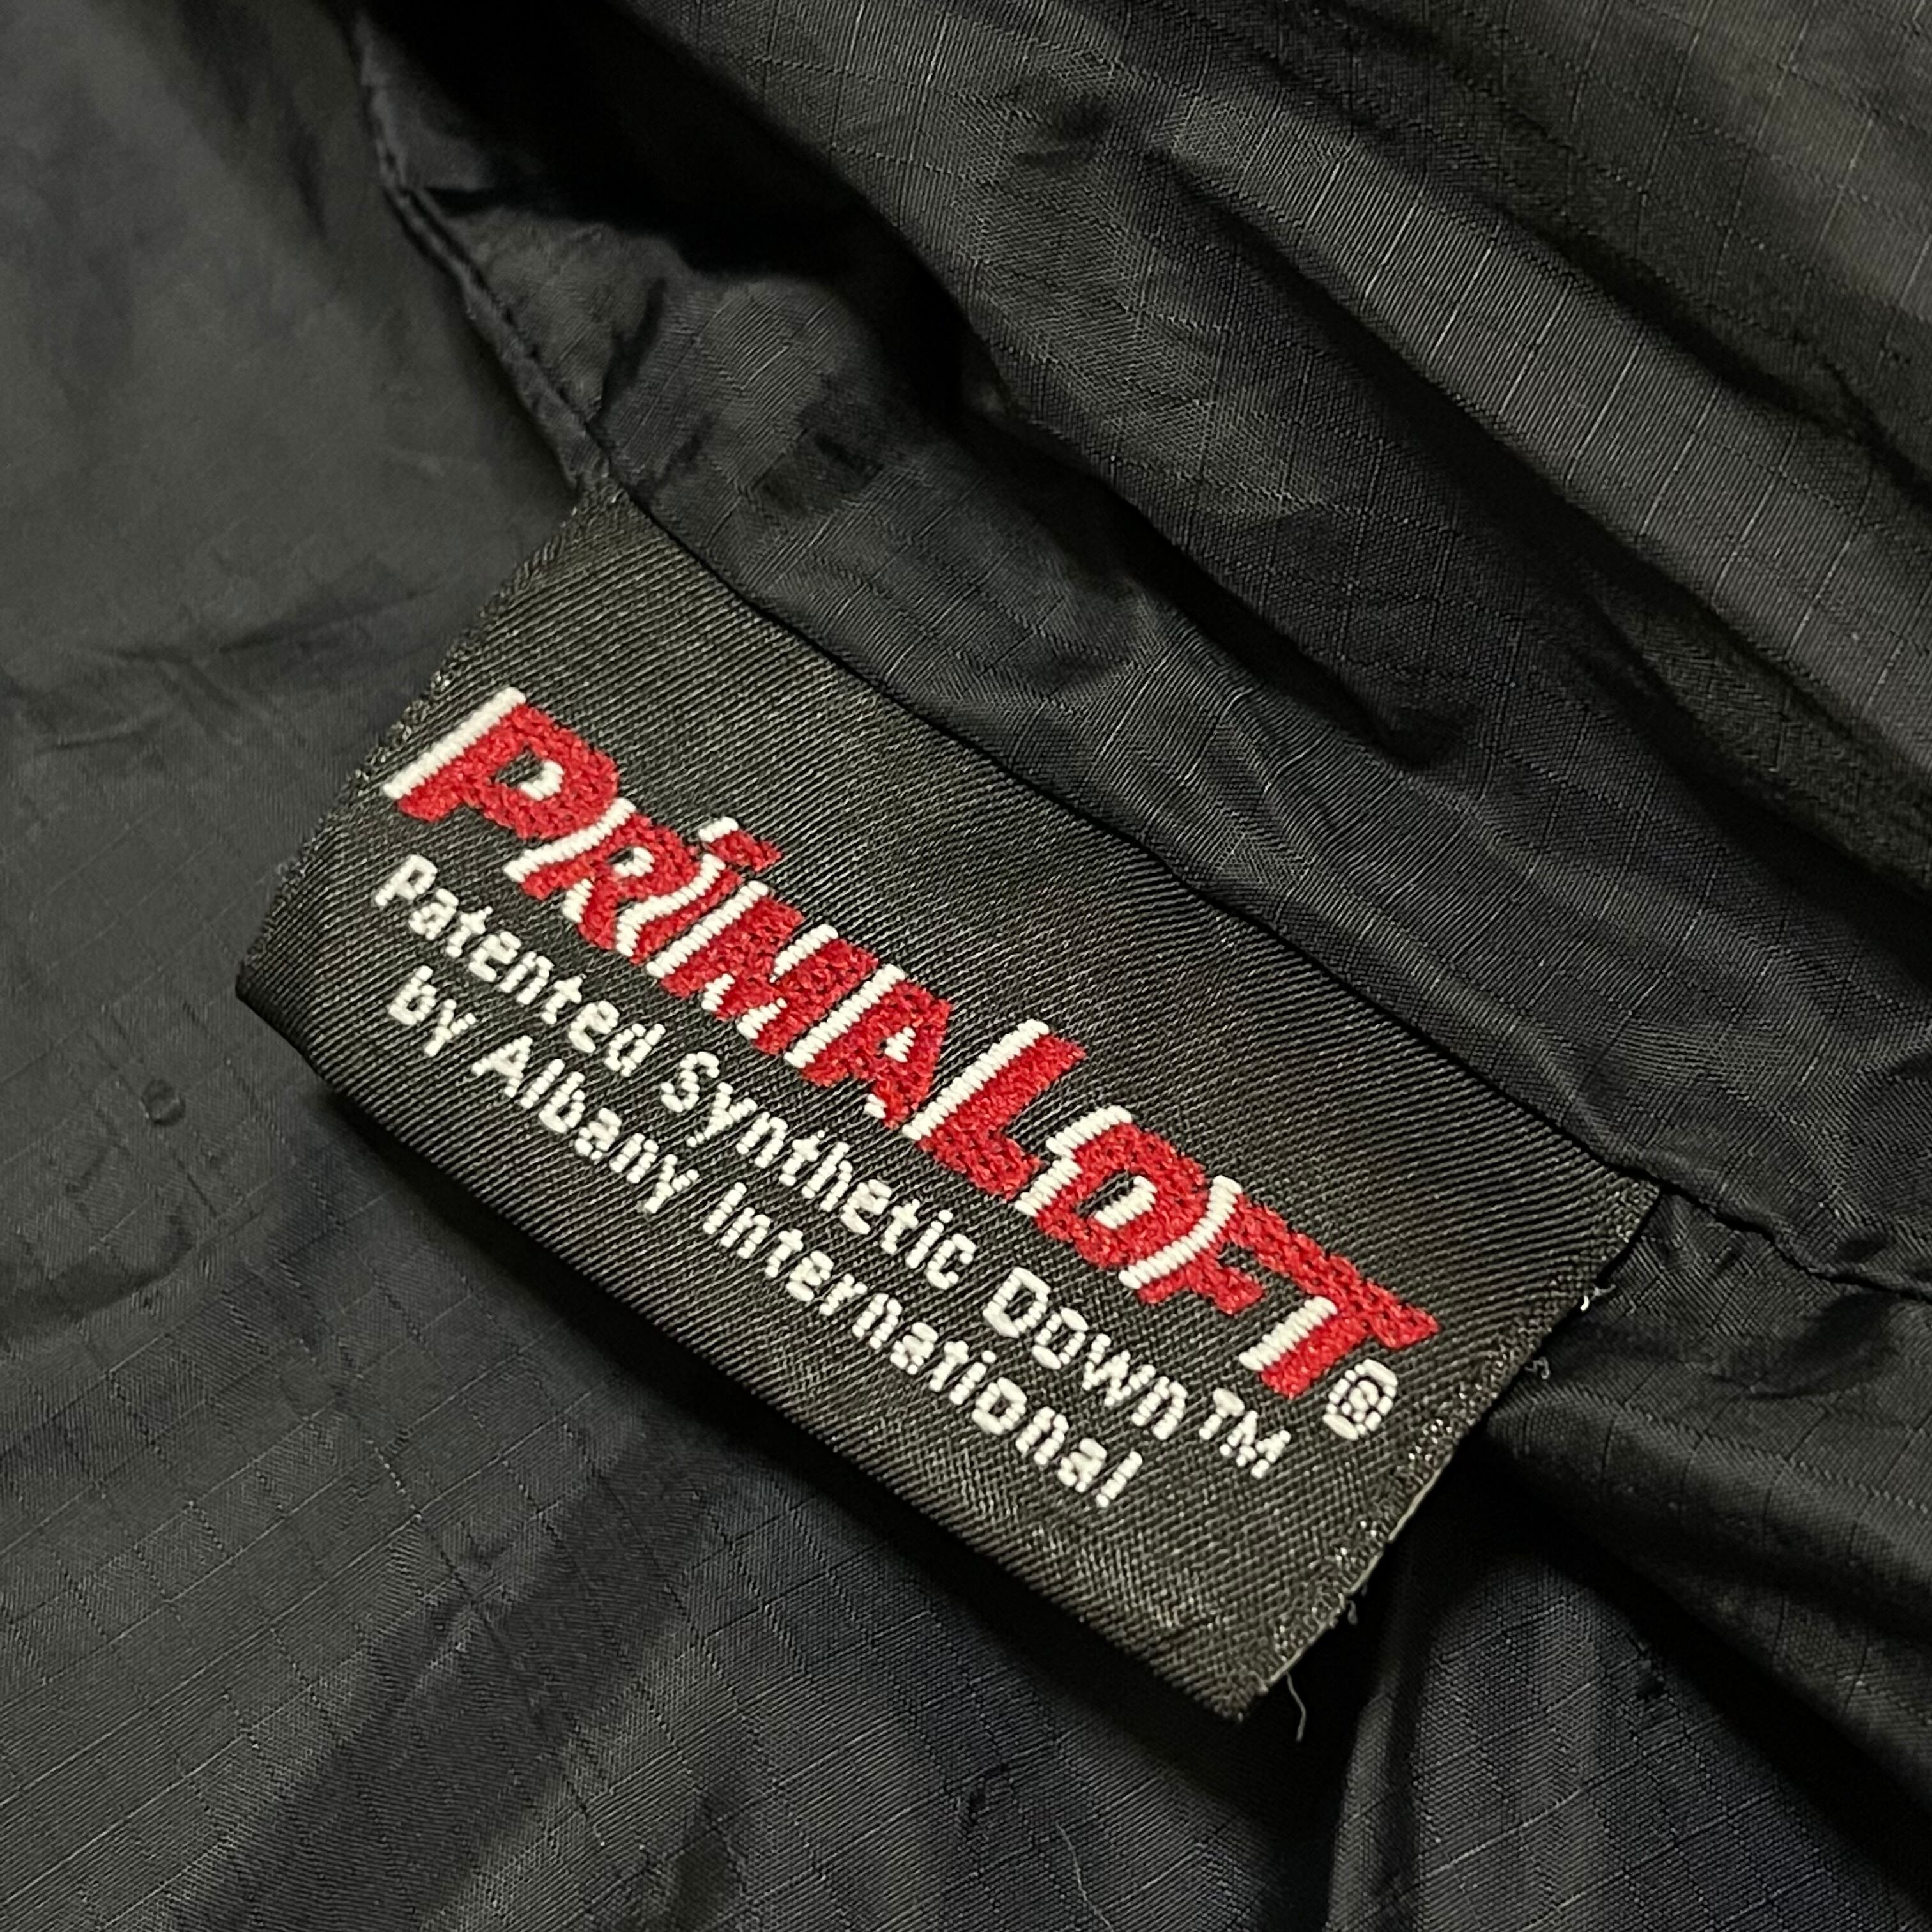 PRiMALOFT®
Patented Synthetic Down™
by Albany International